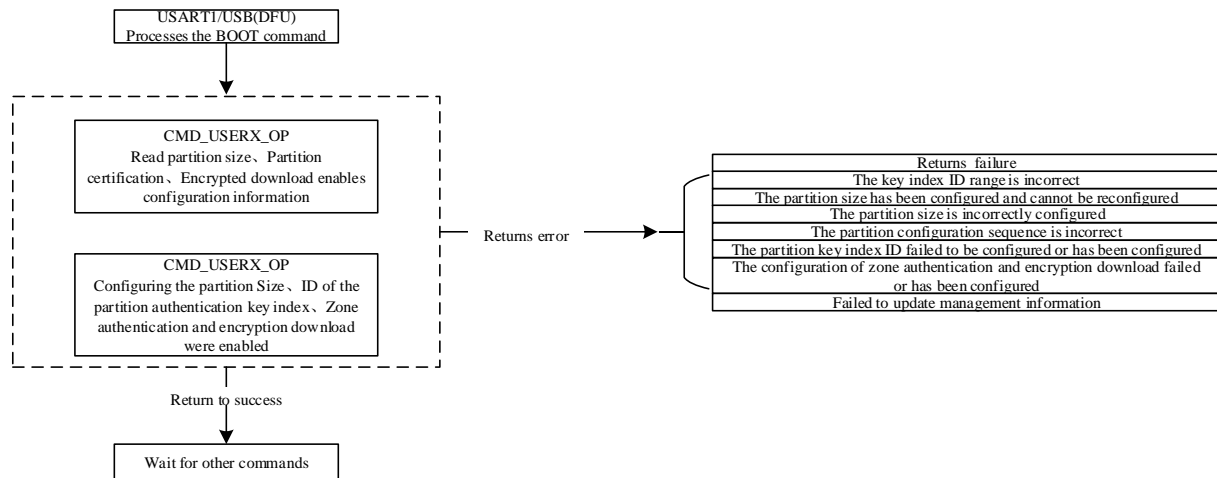 USART1/USB(DFU)
Processes the BOOT command
CMD_USERX_OP
Read partition size、Partition
certification、Encrypted download enables
configuration information
CMD_USERX_OP
Configuring the partition Size、ID of the
partition authentication key index、Zone
authentication and encryption download
were enabled
Return to success
Wait for other commands
Returns error
Returns failure
The key index ID range is incorrect
The partition size has been configured and cannot be reconfigured
The partition size is incorrectly configured
The partition configuration sequence is incorrect
The partition key index ID failed to be configured or has been configured
The configuration of zone authentication and encryption download failed
or has been configured
Failed to update management information